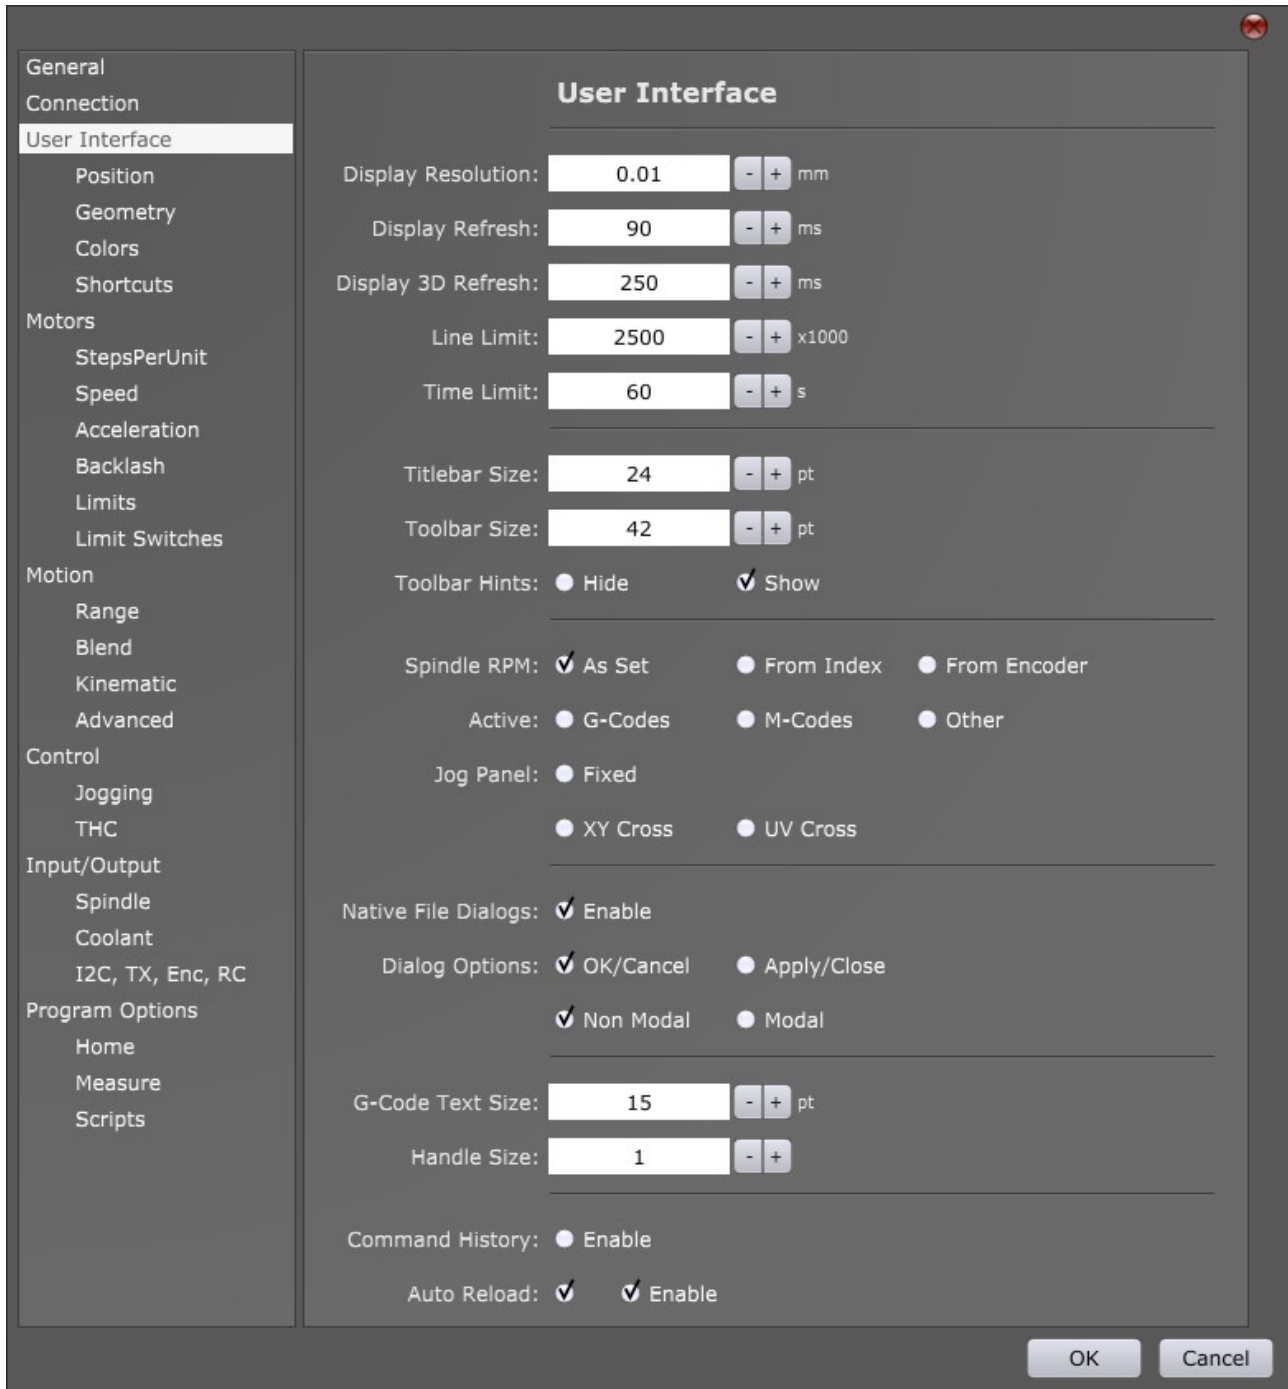 General
Connection
User Interface
Position
Geometry
Colors
Shortcuts
Motors
StepsPerUnit
Speed
Acceleration
Backlash
Limits
Limit Switches
Motion
Range
Blend
Kinematic
Advanced
Control
Jogging
THC
Input/Output
Spindle
Coolant
I2C, TX, Enc, RC
Program Options
Home
Measure
Scripts
User Interface
Display Resolution: 0.01 - + mm
Display Refresh: 90 - + ms
Display 3D Refresh: 250 - + ms
Line Limit: 2500 - + x1000
Time Limit: 60 - + s
Titlebar Size: 24 - + pt
Toolbar Size: 42 - + pt
Toolbar Hints: Hide Show
Spindle RPM: As Set From Index From Encoder
Active: G-Codes M-Codes Other
Jog Panel: Fixed
XY Cross UV Cross
Native File Dialogs: Enable
Dialog Options: OK/Cancel Apply/Close
Non Modal Modal
G-Code Text Size: 15 - + pt
Handle Size: 1 - +
Command History: Enable
Auto Reload: Enable
OK Cancel